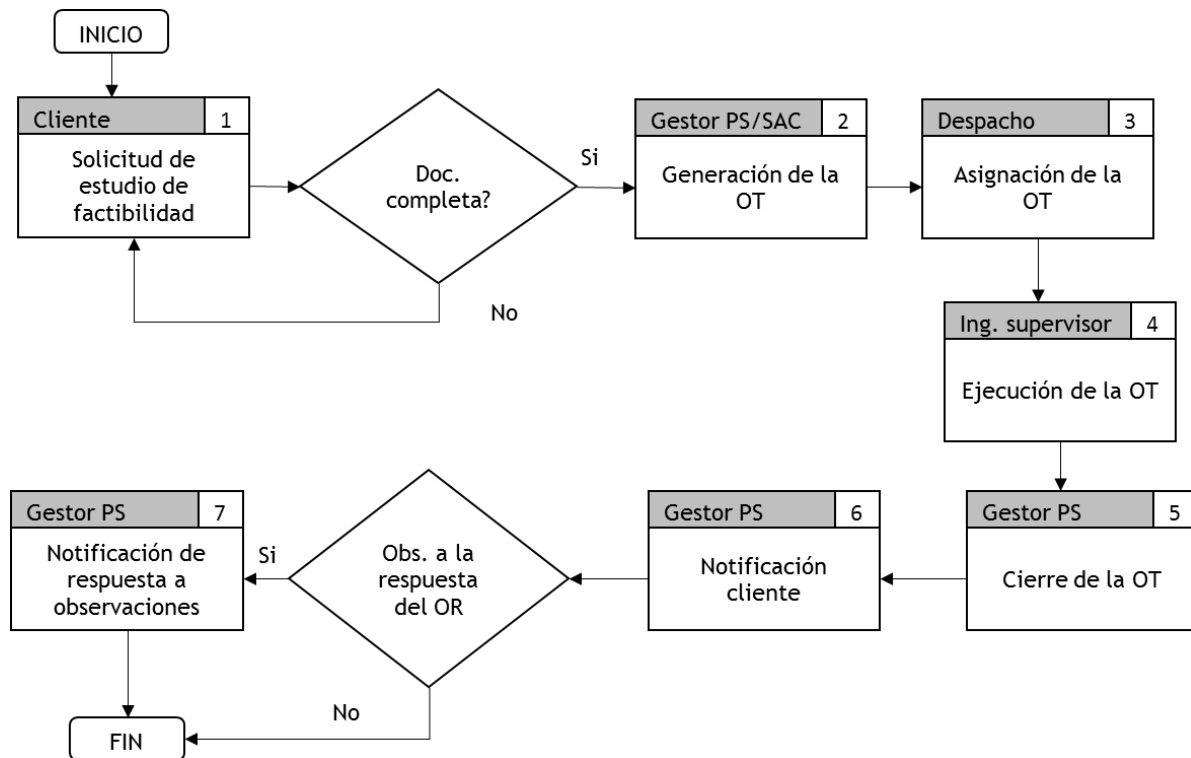 INICIO
Cliente 1
Solicitud de
estudio de
factibilidad
Doc.
completa?
Si
No
Gestor PS/SAC 2
Generación de la
OT
Despacho 3
Asignación de la
OT
Ing. supervisor 4
Ejecución de la OT
Gestor PS 5
Cierre de la OT
Gestor PS 6
Notificación
cliente
Obs. a la
respuesta
del OR
Si
No
Gestor PS 7
Notificación de
respuesta a
observaciones
FIN